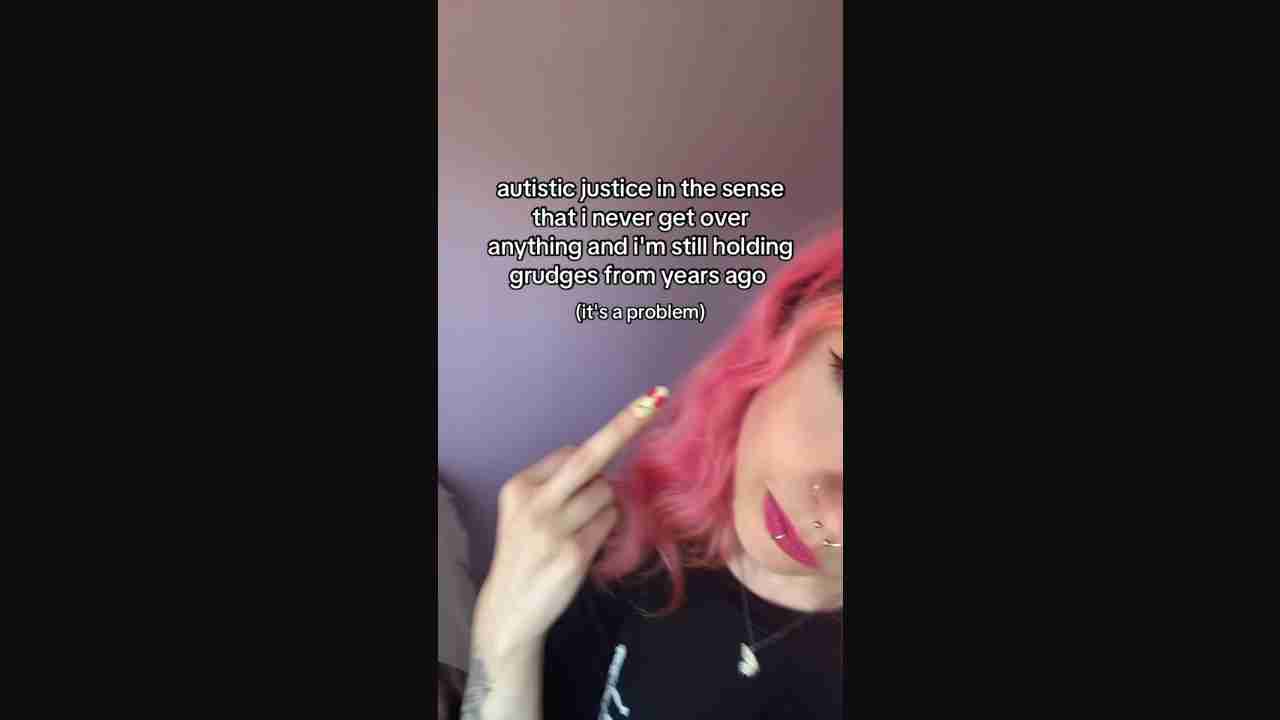 autistic justice in the sense
that i never get over
anything and i'm still holding
grudges from years ago
(it's a problem)